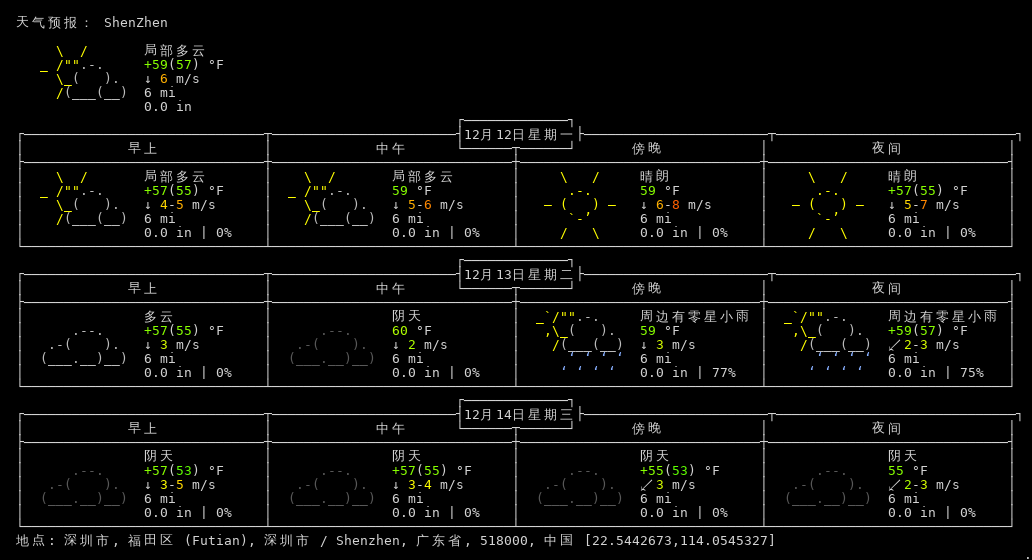 天气预报: ShenZhen
局部多云
+59(57) °F
↓ 6 m/s
6 mi
0.0 in
12月12日星期一
早上 中午 傍晚 夜间
局部多云 局部多云 晴朗 晴朗
+57(55) °F 59 °F 59 °F +57(55) °F
↓ 4-5 m/s ↓ 5-6 m/s ↓ 6-8 m/s ↓ 5-7 m/s
6 mi 6 mi 6 mi 6 mi
0.0 in | 0% 0.0 in | 0% 0.0 in | 0% 0.0 in | 0%
12月13日星期二
早上 中午 傍晚 夜间
多云 阴天 周边有零星小雨 周边有零星小雨
+57(55) °F 60 °F 59 °F +59(57) °F
↓ 3 m/s ↓ 2 m/s ↓ 3 m/s ↙ 2-3 m/s
6 mi 6 mi 6 mi 6 mi
0.0 in | 0% 0.0 in | 0% 0.0 in | 77% 0.0 in | 75%
12月14日星期三
早上 中午 傍晚 夜间
阴天 阴天 阴天 阴天
+57(53) °F +57(55) °F +55(53) °F 55 °F
↓ 3-5 m/s ↓ 3-4 m/s ↙ 3 m/s ↙ 2-3 m/s
6 mi 6 mi 6 mi 6 mi
0.0 in | 0% 0.0 in | 0% 0.0 in | 0% 0.0 in | 0%
地点: 深圳市, 福田区 (Futian), 深圳市 / Shenzhen, 广东省, 518000, 中国 [22.5442673,114.0545327]